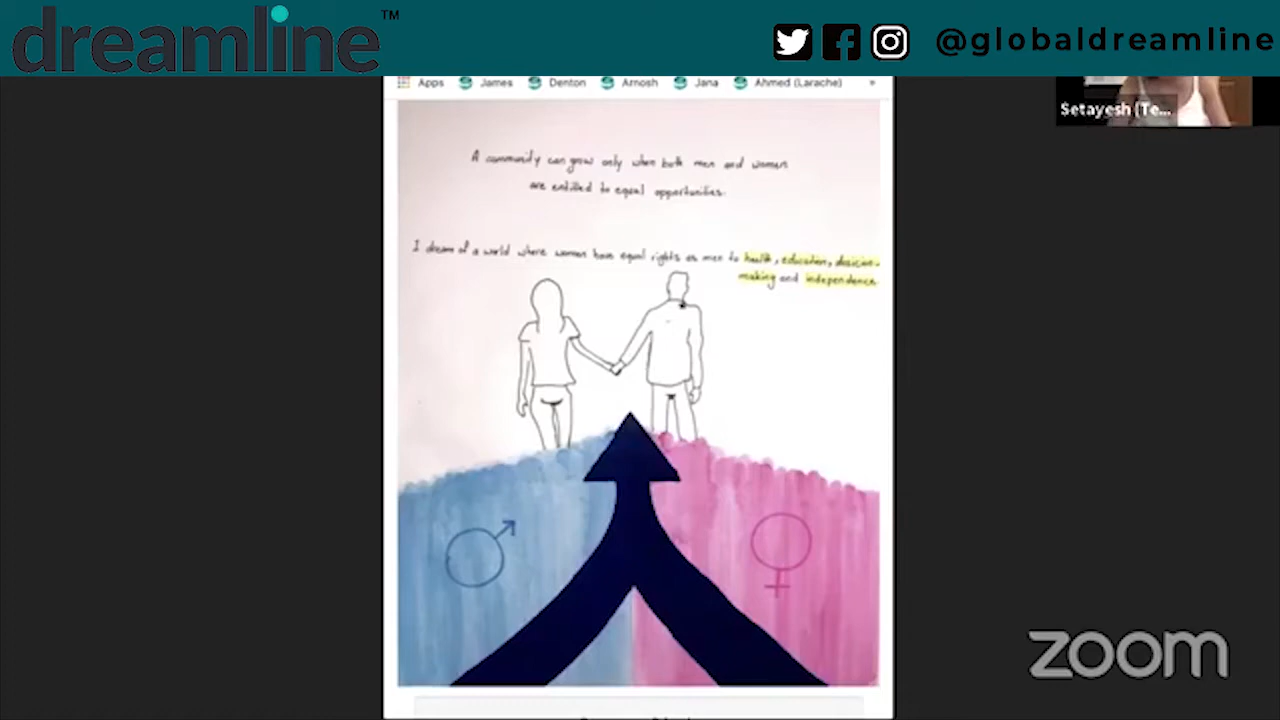 dreamline™
@globaldreamline
Apps James Denton Arnosh Jana Ahmed (Larache) »
Setayesh (Te...
A community can grow only when both men and women
are entitled to equal opportunities.
I dream of a world where women have equal rights as men to health, education, decision-
making and independence.
zoom